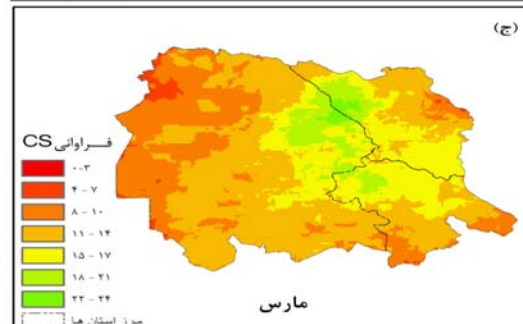 (ج)
فراوانی CS
۰-۳
۴ - ۷
۸ - ۱۰
۱۱ - ۱۴
۱۵ - ۱۷
۱۸ - ۲۱
۲۲ - ۲۴
مرز استان ها
مارس